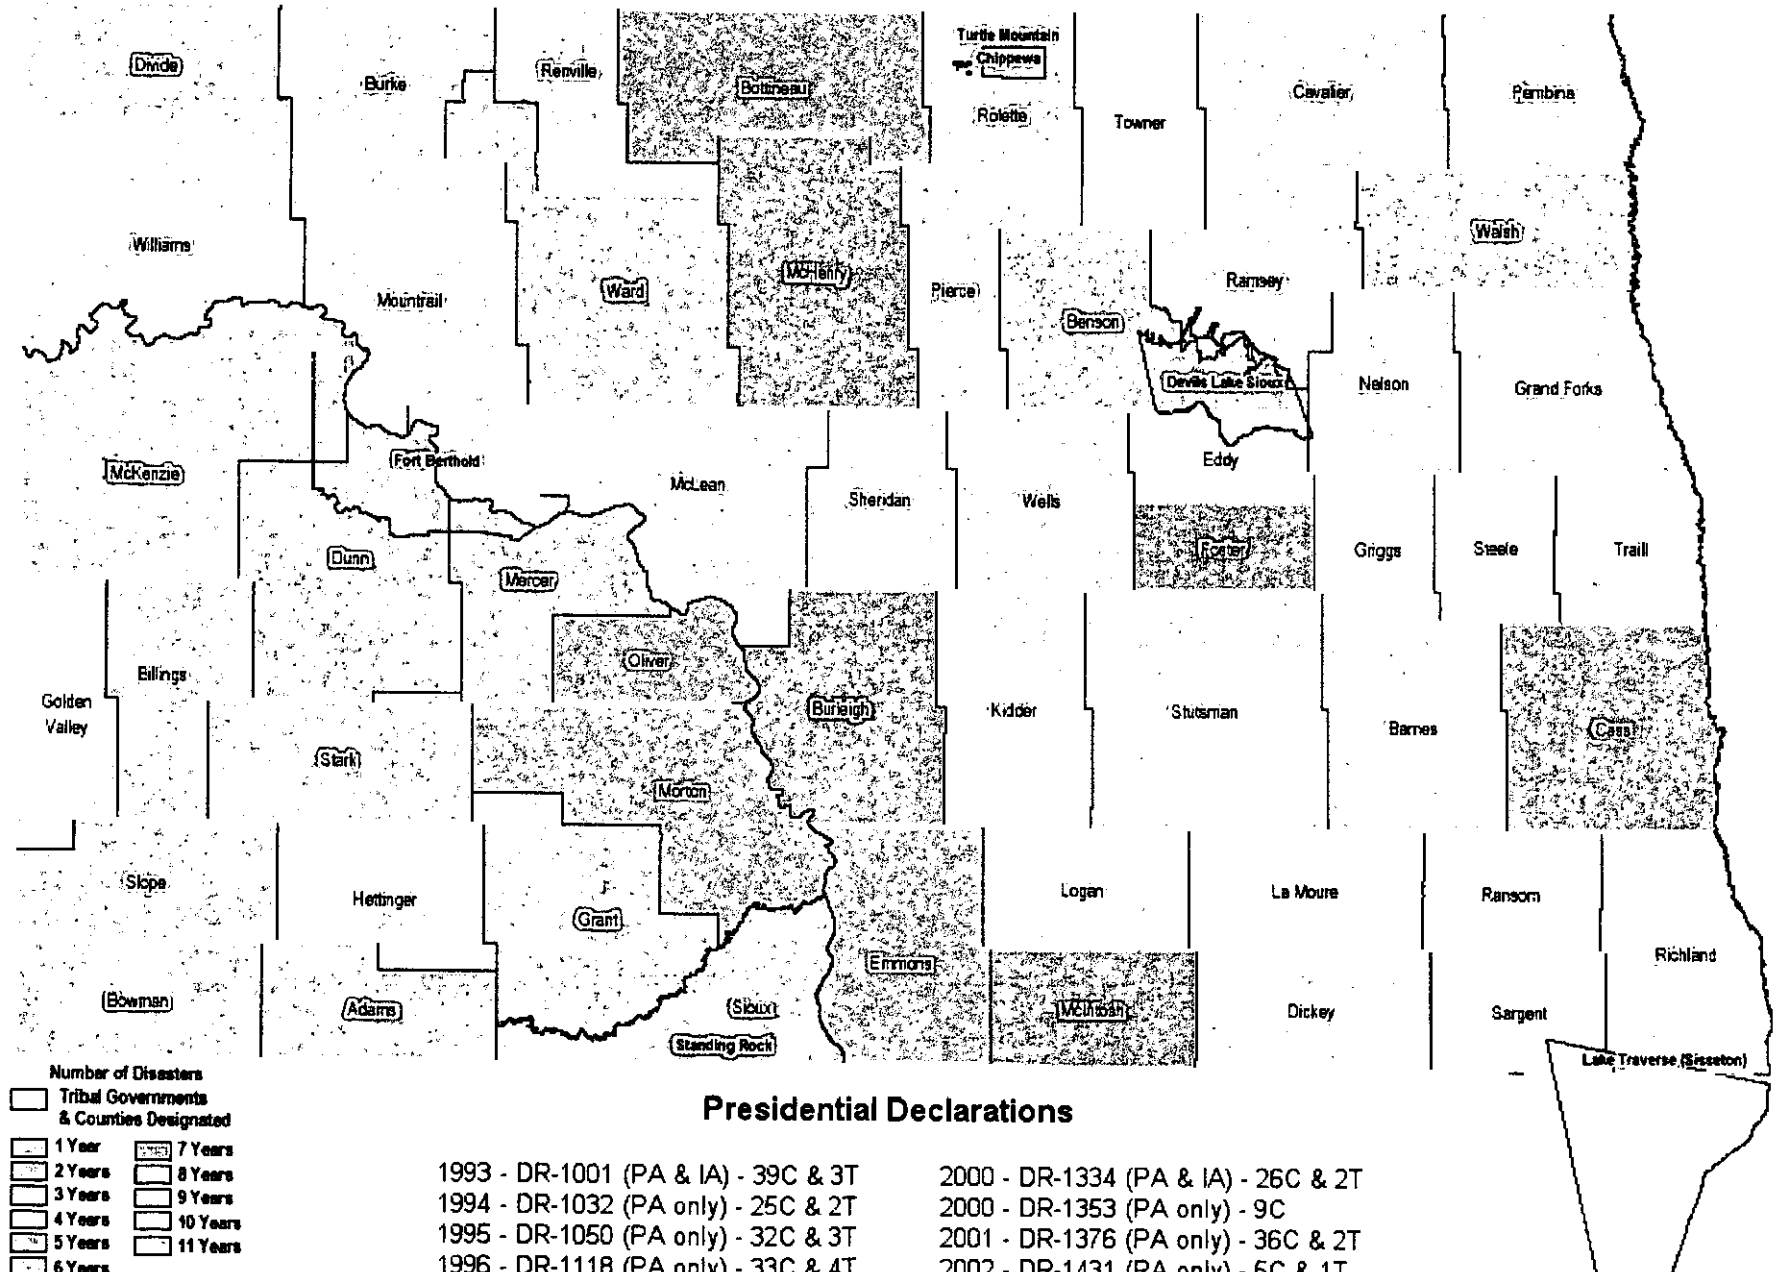 Divide
Burke
Renville
Bottineau
Turtle Mountain
Chippewa
Rolette
Towner
Cavalier
Pembina
Williams
Mountrail
Ward
McHenry
Pierce
Benson
Ramsey
Walsh
Devils Lake Sioux
Nelson
Grand Forks
McKenzie
Fort Berthold
McLean
Sheridan
Wells
Eddy
Foster
Griggs
Steele
Traill
Dunn
Mercer
Billings
Golden
Valley
Oliver
Burleigh
Kidder
Stutsman
Barnes
Cass
Stark
Morton
Slope
Hettinger
Grant
Logan
La Moure
Ransom
Richland
Bowman
Adams
Sioux
Standing Rock
Emmons
McIntosh
Dickey
Sargent
Lake Traverse (Sisseton)
Number of Disasters
Tribal Governments
& Counties Designated
1 Year
2 Years
3 Years
4 Years
5 Years
6 Years
7 Years
8 Years
9 Years
10 Years
11 Years
Presidential Declarations
1993 - DR-1001 (PA & IA) - 39C & 3T
1994 - DR-1032 (PA only) - 25C & 2T
1995 - DR-1050 (PA only) - 32C & 3T
1996 - DR-1118 (PA only) - 33C & 4T
2000 - DR-1334 (PA & IA) - 26C & 2T
2000 - DR-1353 (PA only) - 9C
2001 - DR-1376 (PA only) - 36C & 2T
2002 - DR-1431 (PA only) - 5C & 1T